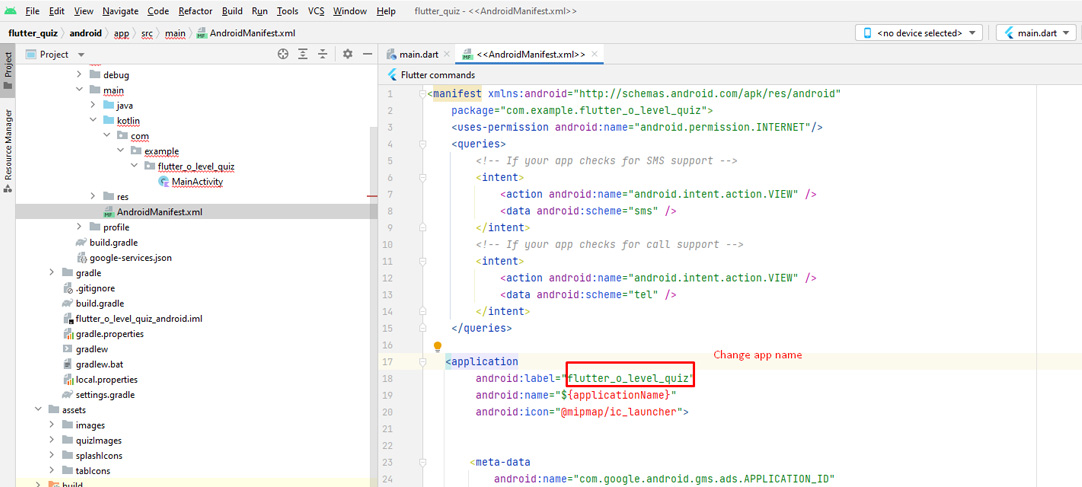 File Edit View Navigate Code Refactor Build Run Tools VCS Window Help flutter_quiz - <<AndroidManifest.xml>>
flutter_quiz android app src main AndroidManifest.xml <no device selected> main.dart
Project main.dart <<AndroidManifest.xml>>
Flutter commands
Project
Resource Manager
debug
main
java
kotlin
com
example
flutter_o_level_quiz
MainActivity
res
AndroidManifest.xml
profile
build.gradle
google-services.json
gradle
.gitignore
build.gradle
flutter_o_level_quiz_android.iml
gradle.properties
gradlew
gradlew.bat
local.properties
settings.gradle
assets
images
quizImages
splashIcons
tabIcons
build
1 <manifest xmlns:android="http://schemas.android.com/apk/res/android"
2 package="com.example.flutter_o_level_quiz">
3 <uses-permission android:name="android.permission.INTERNET"/>
4 <queries>
5 <!-- If your app checks for SMS support -->
6 <intent>
7 <action android:name="android.intent.action.VIEW" />
8 <data android:scheme="sms" />
9 </intent>
10 <!-- If your app checks for call support -->
11 <intent>
12 <action android:name="android.intent.action.VIEW" />
13 <data android:scheme="tel" />
14 </intent>
15 </queries>
16
Change app name
17 <application
18 android:label="flutter_o_level_quiz"
19 android:name="${applicationName}"
20 android:icon="@mipmap/ic_launcher">
21
22
23 <meta-data
24 android:name="com.google.android.gms.ads.APPLICATION_ID"